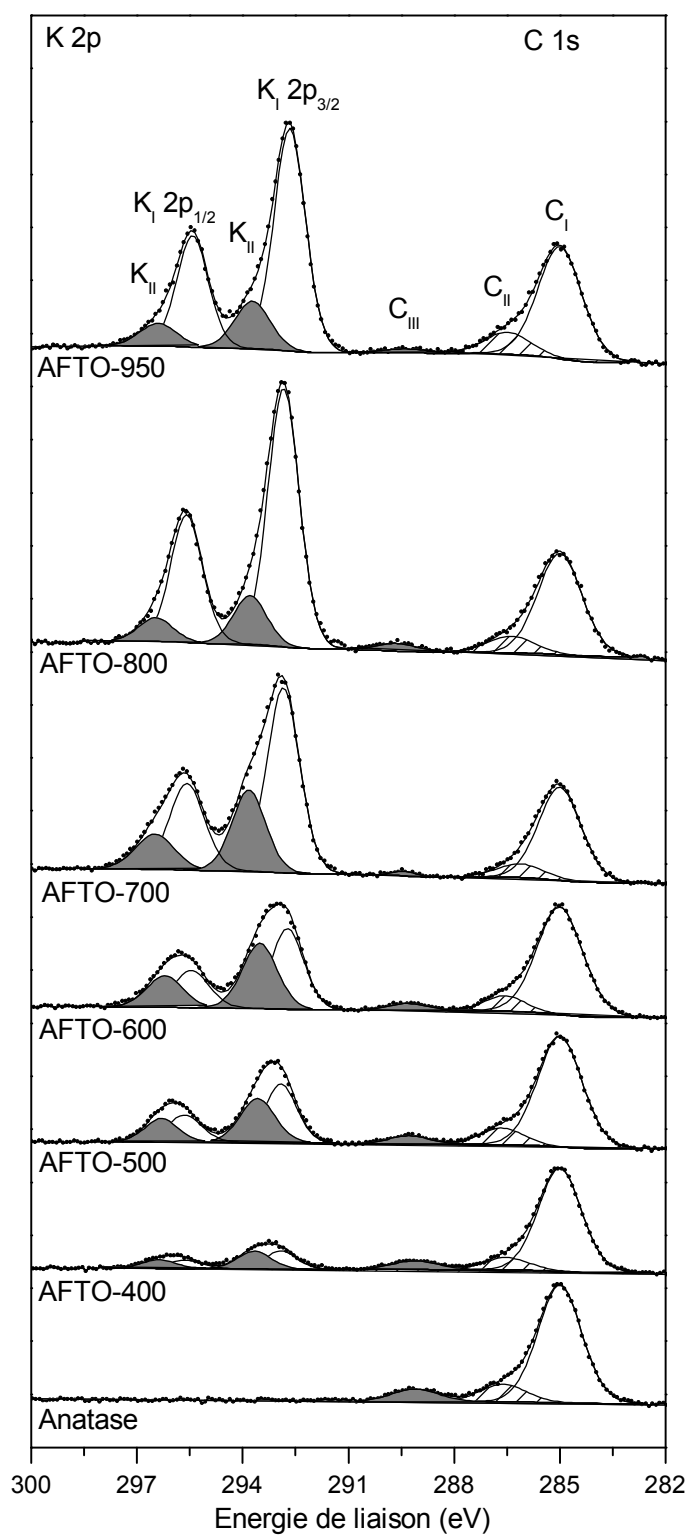 K 2p C 1s
K_I 2p_3/2
K_I 2p_1/2
C_I
K_II
K_II
C_II
C_III
AFTO-950
AFTO-800
AFTO-700
AFTO-600
AFTO-500
AFTO-400
Anatase
300 297 294 291 288 285 282
Energie de liaison (eV)